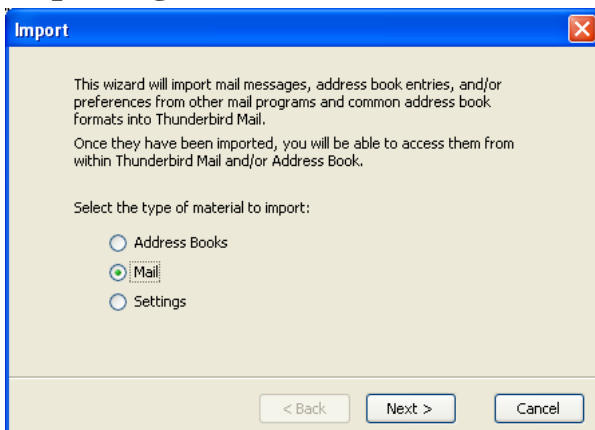 Import
This wizard will import mail messages, address book entries, and/or
preferences from other mail programs and common address book
formats into Thunderbird Mail.
Once they have been imported, you will be able to access them from
within Thunderbird Mail and/or Address Book.
Select the type of material to import:
Address Books
Mail
Settings
< Back Next > Cancel